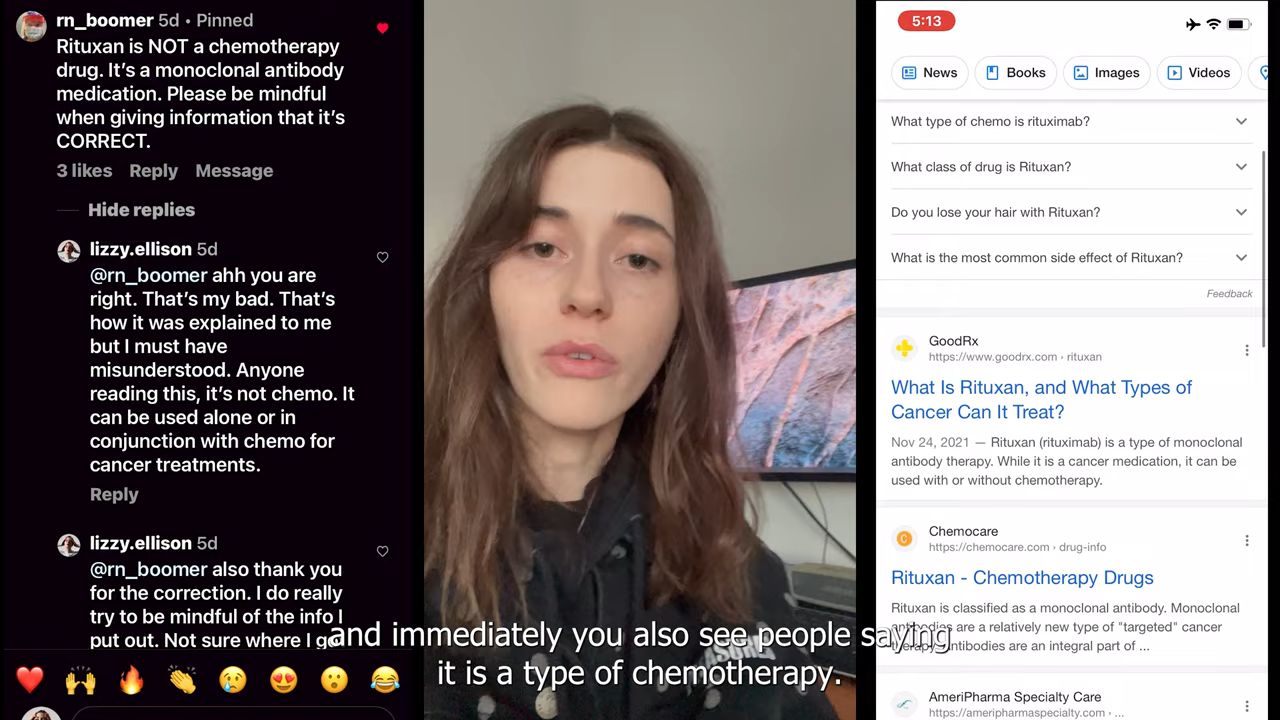 rn_boomer 5d • Pinned
Rituxan is NOT a chemotherapy
drug. It's a monoclonal antibody
medication. Please be mindful
when giving information that it's
CORRECT.
3 likes Reply Message
Hide replies
lizzy.ellison 5d
@rn_boomer ahh you are
right. That's my bad. That's
how it was explained to me
but I must have
misunderstood. Anyone
reading this, it's not chemo. It
can be used alone or in
conjunction with chemo for
cancer treatments.
Reply
lizzy.ellison 5d
@rn_boomer also thank you
for the correction. I do really
try to be mindful of the info I
put out. Not sure where I
and immediately you also see people saying
it is a type of chemotherapy.
5:13
News Books Images Videos
What type of chemo is rituximab?
What class of drug is Rituxan?
Do you lose your hair with Rituxan?
What is the most common side effect of Rituxan?
Feedback
GoodRx
https://www.goodrx.com › rituxan
What Is Rituxan, and What Types of
Cancer Can It Treat?
Nov 24, 2021 — Rituxan (rituximab) is a type of monoclonal
antibody therapy. While it is a cancer medication, it can be
used with or without chemotherapy.
Chemocare
https://chemocare.com › drug-info
Rituxan - Chemotherapy Drugs
Rituxan is classified as a monoclonal antibody. Monoclonal
antibodies are a relatively new type of "targeted" cancer
therapy. Antibodies are an integral part of ...
AmeriPharma Specialty Care
https://ameripharmaspecialty.com › ...